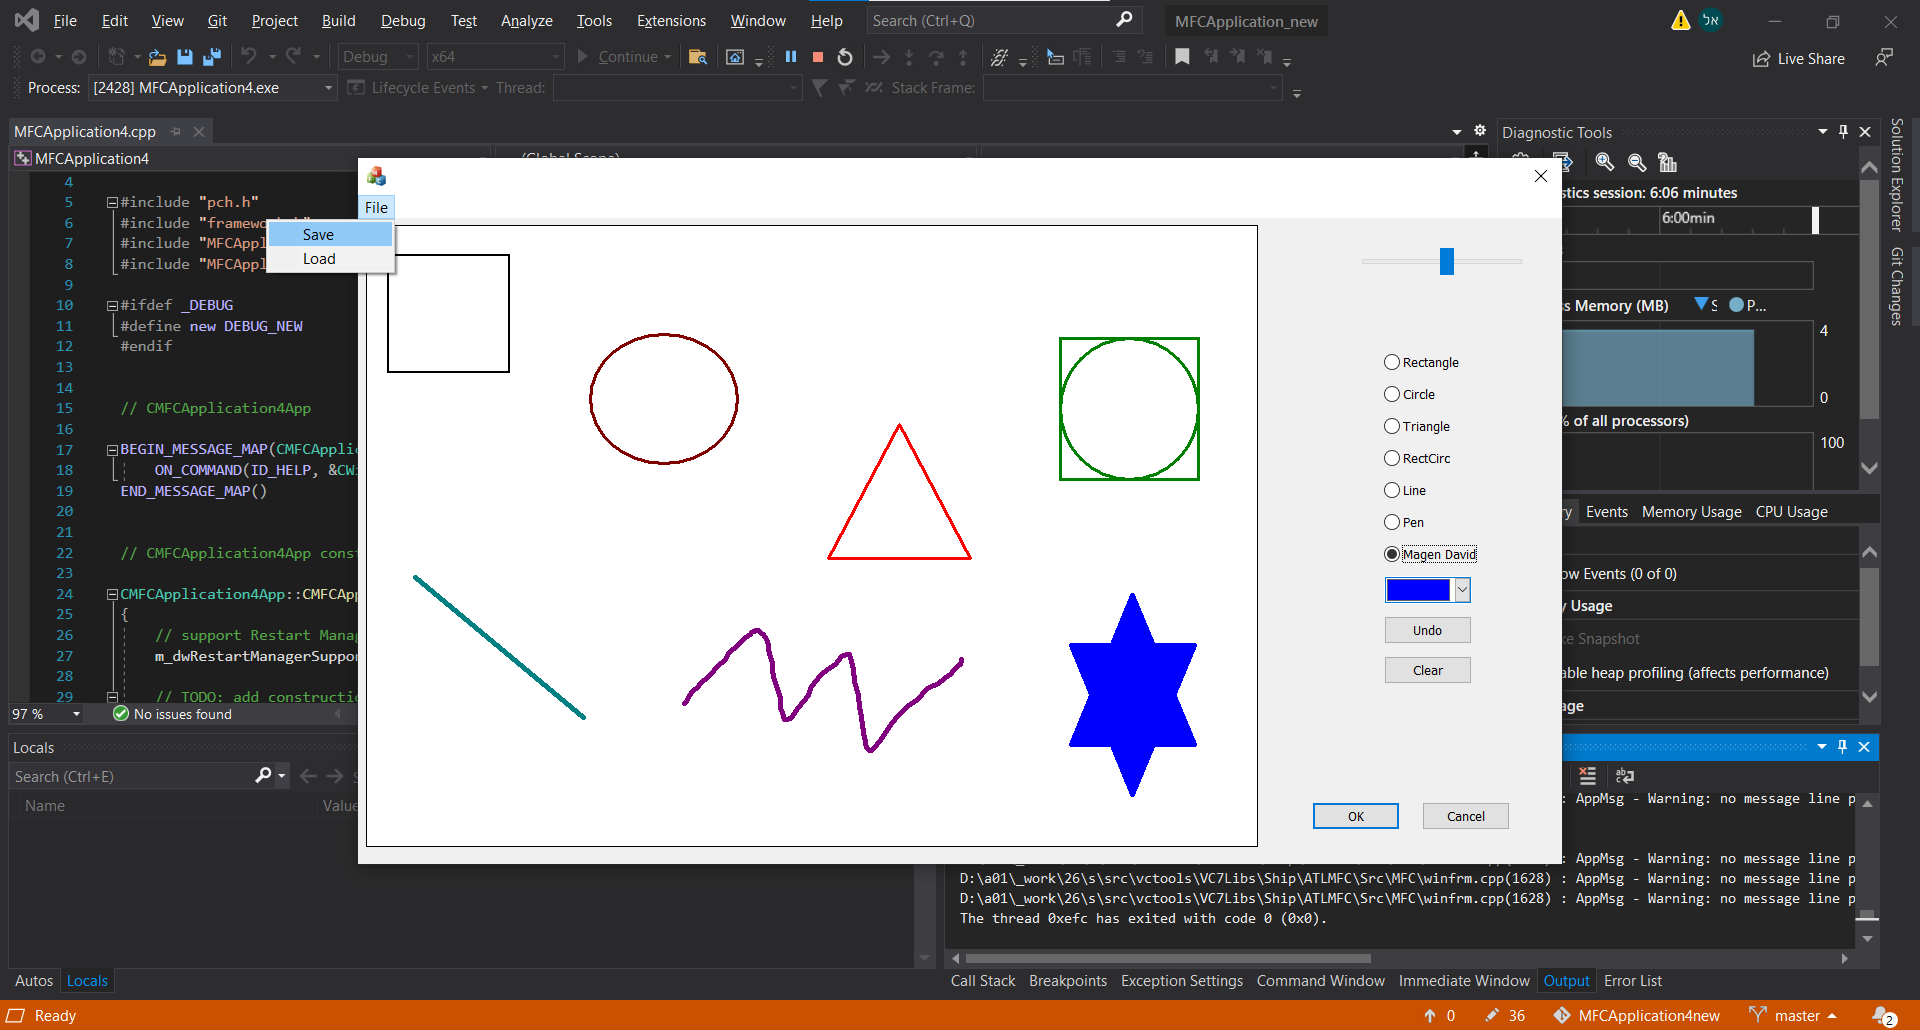 File Edit View Git Project Build Debug Test Analyze Tools Extensions Window Help Search (Ctrl+Q) MFCApplication_new אל
Debug x64 Continue Live Share
Process: [2428] MFCApplication4.exe Lifecycle Events Thread: Stack Frame:
MFCApplication4.cpp
MFCApplication4
(Global Scope)
4
5 #include "pch.h"
6 #include "framewo
7 #include "MFCAppl
8 #include "MFCAppl
9
10 #ifdef _DEBUG
11 #define new DEBUG_NEW
12 #endif
13
14
15 // CMFCApplication4App
16
17 BEGIN_MESSAGE_MAP(CMFCApplic
18 ON_COMMAND(ID_HELP, &CWi
19 END_MESSAGE_MAP()
20
21
22 // CMFCApplication4App const
23
24 CMFCApplication4App::CMFCApp
25 {
26 // support Restart Manag
27 m_dwRestartManagerSuppor
28
29 // TODO: add constructio
97 % No issues found
File
Save
Load
Rectangle
Circle
Triangle
RectCirc
Line
Pen
Magen David
Undo
Clear
OK Cancel
Diagnostic Tools
stics session: 6:06 minutes
6:00min
s Memory (MB) S P...
4
0
% of all processors)
100
ry Events Memory Usage CPU Usage
ow Events (0 of 0)
y Usage
ke Snapshot
able heap profiling (affects performance)
age
Solution Explorer
Git Changes
Locals
Search (Ctrl+E)
Name Value
Autos Locals
: AppMsg - Warning: no message line p
: AppMsg - Warning: no message line p
D:\a01\_work\26\s\src\vctools\VC7Libs\Ship\ATLMFC\Src\MFC\winfrm.cpp(1628) : AppMsg - Warning: no message line p
D:\a01\_work\26\s\src\vctools\VC7Libs\Ship\ATLMFC\Src\MFC\winfrm.cpp(1628) : AppMsg - Warning: no message line p
The thread 0xefc has exited with code 0 (0x0).
Call Stack Breakpoints Exception Settings Command Window Immediate Window Output Error List
Ready 0 36 MFCApplication4new master 2